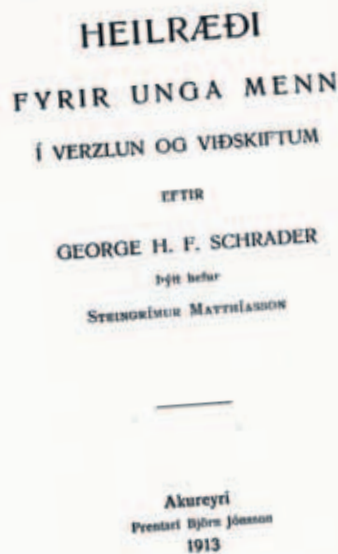 HEILRÆÐI
FYRIR UNGA MENN
Í VERZLUN OG VIÐSKIFTUM
EFTIR
GEORGE H. F. SCHRADER
Þýtt hefur
STEINGRÍMUR MATTHÍASSON
Akureyri
Prentari Björn Jónsson
1913